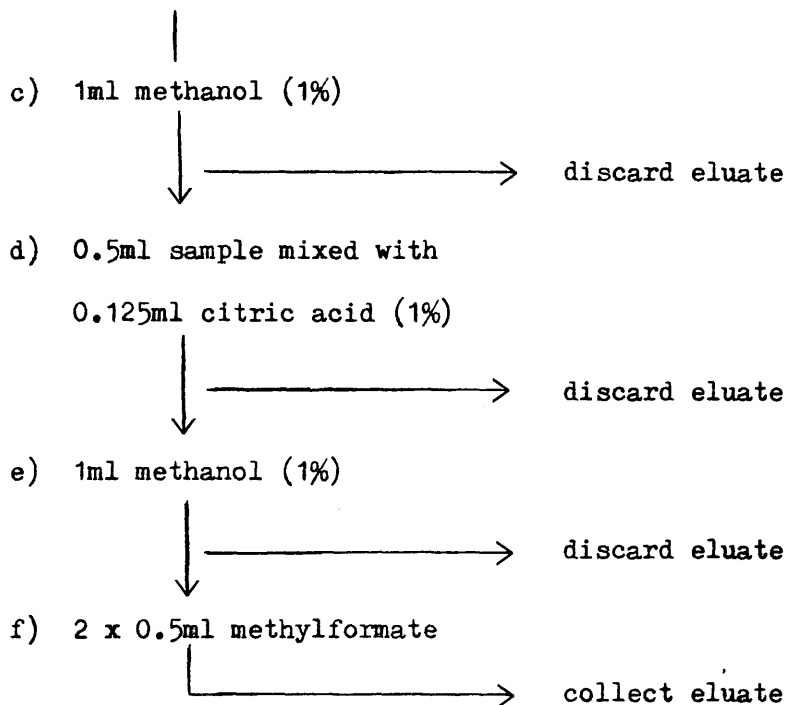 c) 1ml methanol (1%)
discard eluate
d) 0.5ml sample mixed with
0.125ml citric acid (1%)
discard eluate
e) 1ml methanol (1%)
discard eluate
f) 2 x 0.5ml methylformate
collect eluate